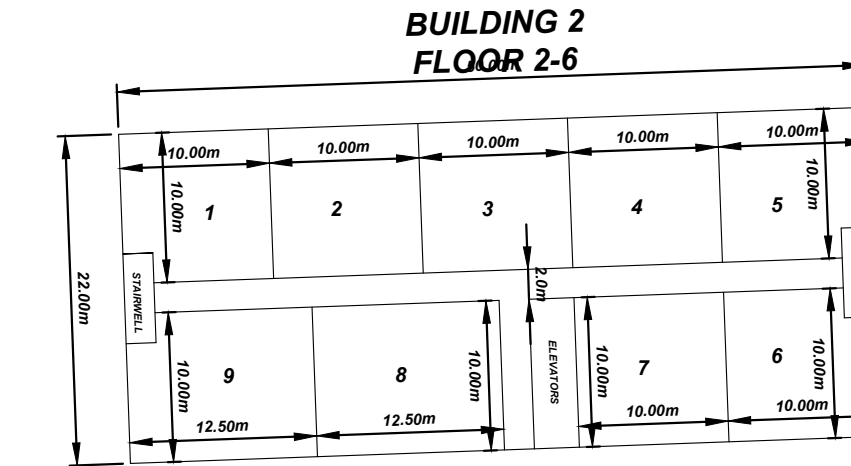 BUILDING 2
FLOOR 2-6
10.00m 10.00m 10.00m 10.00m 10.00m
10.00m 10.00m
1 2 3 4 5
22.00m
STAIRWELL
2.0m
ELEVATORS
10.00m 10.00m 10.00m 10.00m
9 8 7 6
12.50m 12.50m 10.00m 10.00m